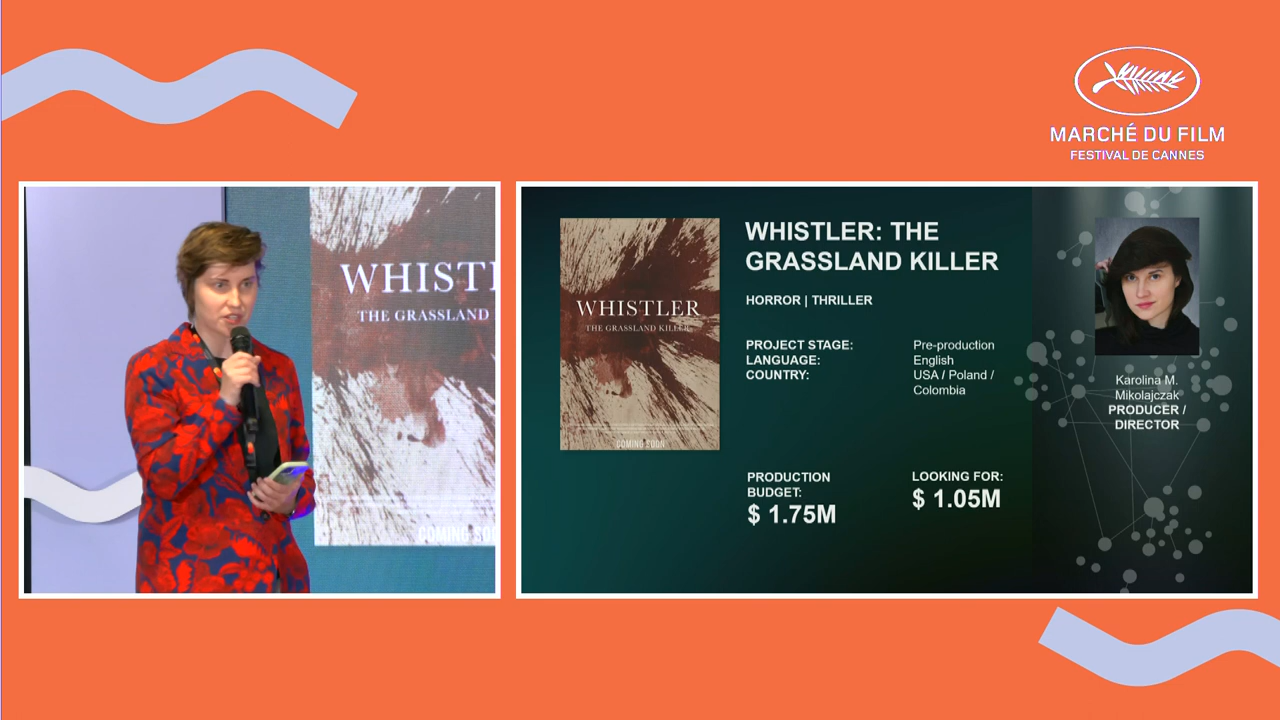 MARCHÉ DU FILM
FESTIVAL DE CANNES
WHISTL
THE GRASSLAND
COMING SOO
WHISTLER
THE GRASSLAND KILLER
COMING SOON
WHISTLER: THE
GRASSLAND KILLER
HORROR | THRILLER
PROJECT STAGE: Pre-production
LANGUAGE: English
COUNTRY: USA / Poland /
Colombia
PRODUCTION
BUDGET:
$ 1.75M
LOOKING FOR:
$ 1.05M
Karolina M.
Mikolajczak
PRODUCER /
DIRECTOR